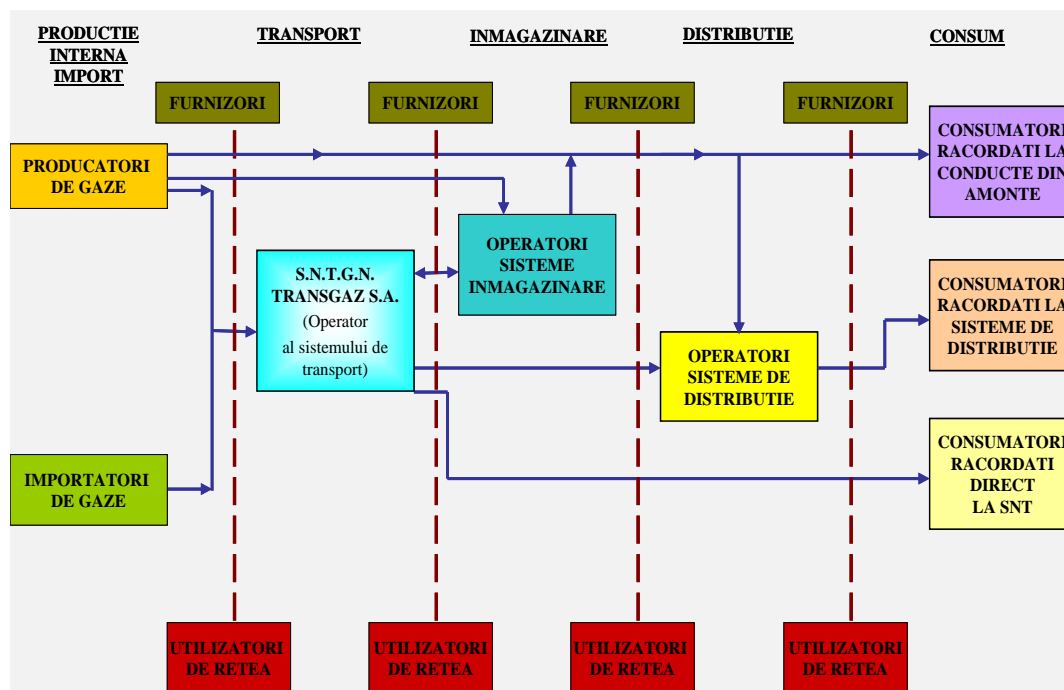 PRODUCTIE
INTERNA
IMPORT
TRANSPORT
INMAGAZINARE
DISTRIBUTIE
CONSUM
FURNIZORI
FURNIZORI
FURNIZORI
FURNIZORI
PRODUCATORI
DE GAZE
CONSUMATORI
RACORDATI LA
CONDUCTE DIN
AMONTE
OPERATORI
SISTEME
INMAGAZINARE
S.N.T.G.N.
TRANSGAZ S.A.
(Operator
al sistemului de
transport)
CONSUMATORI
RACORDATI LA
SISTEME DE
DISTRIBUTIE
OPERATORI
SISTEME DE
DISTRIBUTIE
IMPORTATORI
DE GAZE
CONSUMATORI
RACORDATI
DIRECT
LA SNT
UTILIZATORI
DE RETEA
UTILIZATORI
DE RETEA
UTILIZATORI
DE RETEA
UTILIZATORI
DE RETEA